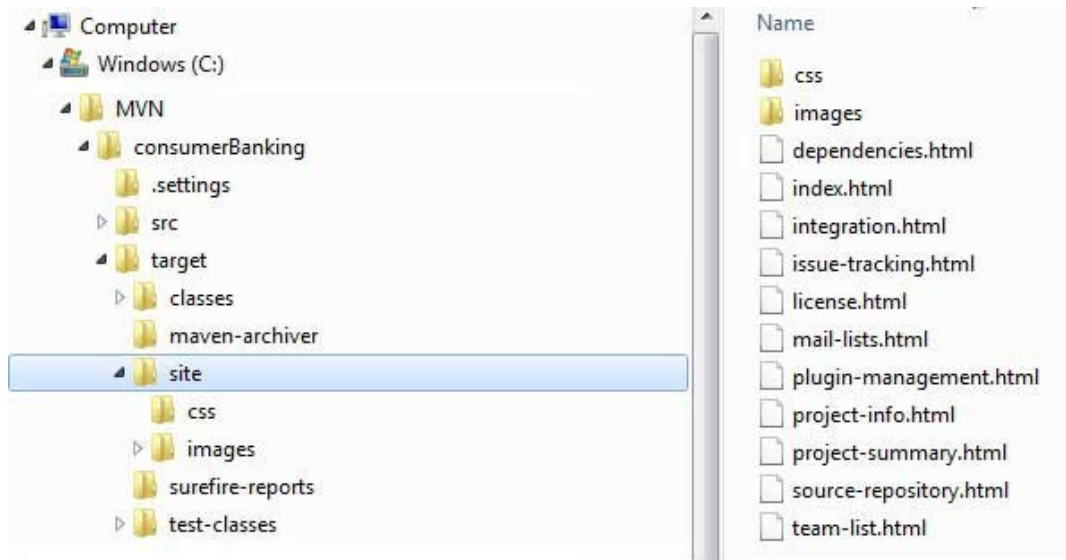 Computer
Windows (C:)
MVN
consumerBanking
.settings
src
target
classes
maven-archiver
site
css
images
surefire-reports
test-classes
Name
css
images
dependencies.html
index.html
integration.html
issue-tracking.html
license.html
mail-lists.html
plugin-management.html
project-info.html
project-summary.html
source-repository.html
team-list.html